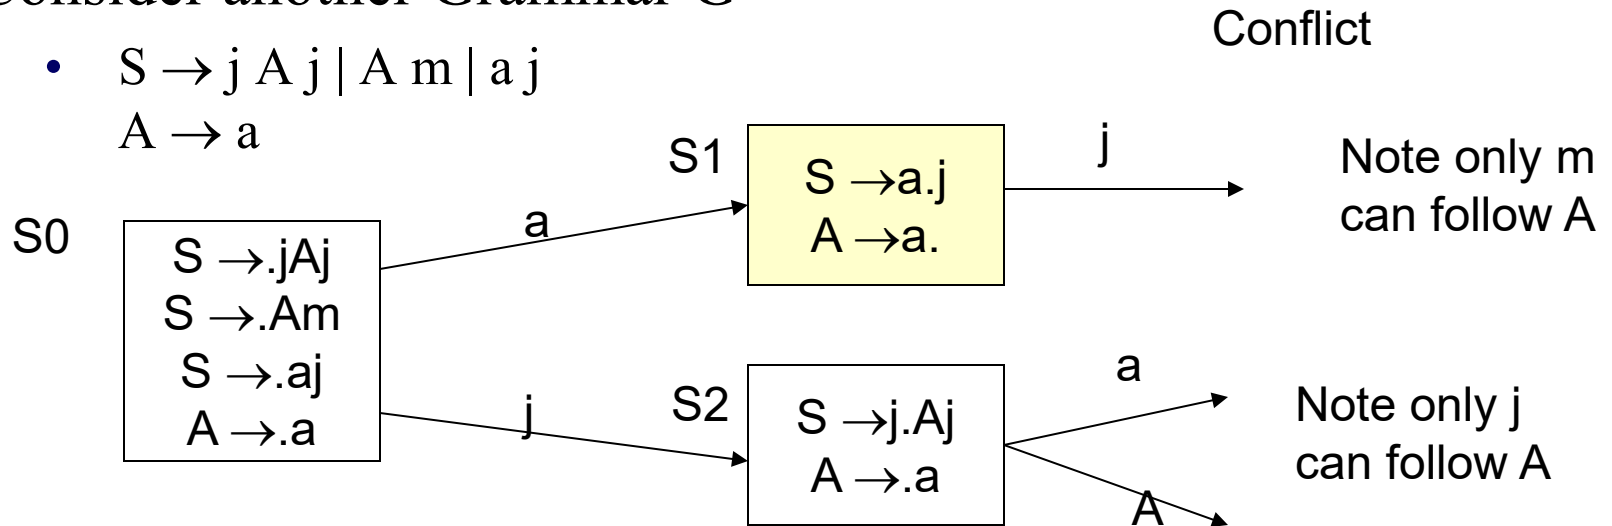 Conflict
• S → j A j | A m | a j
A → a
S0
S →.jAj
S →.Am
S →.aj
A →.a
a
j
S1
S →a.j
A →a.
j
Note only m
can follow A
S2
S →j.Aj
A →.a
a
A
Note only j
can follow A